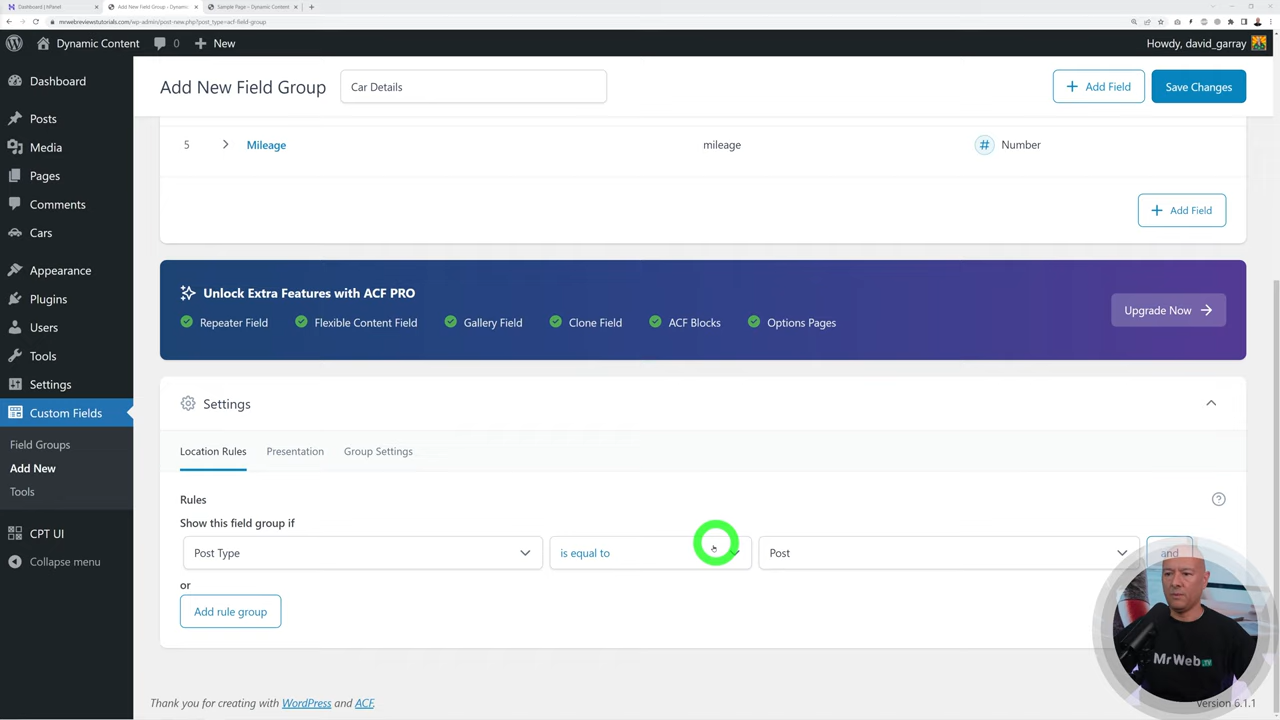 Dashboard | hPanel
Add New Field Group ‹ Dynamic Content
Sample Page – Dynamic Content
mrwebreviewstutorials.com/wp-admin/post-new.php?post_type=acf-field-group
Dynamic Content
0
New
Howdy, david_garray
Dashboard
Posts
Media
Pages
Comments
Cars
Appearance
Plugins
Users
Tools
Settings
Custom Fields
Field Groups
Add New
Tools
CPT UI
Collapse menu
Add New Field Group
Car Details
Add Field
Save Changes
5 Mileage mileage # Number
Add Field
Unlock Extra Features with ACF PRO
Repeater Field Flexible Content Field Gallery Field Clone Field ACF Blocks Options Pages
Upgrade Now
Settings
Location Rules Presentation Group Settings
Rules
Show this field group if
Post Type is equal to Post and
or
Add rule group
MrWeb.TV
Thank you for creating with WordPress and ACF.
Version 6.1.1